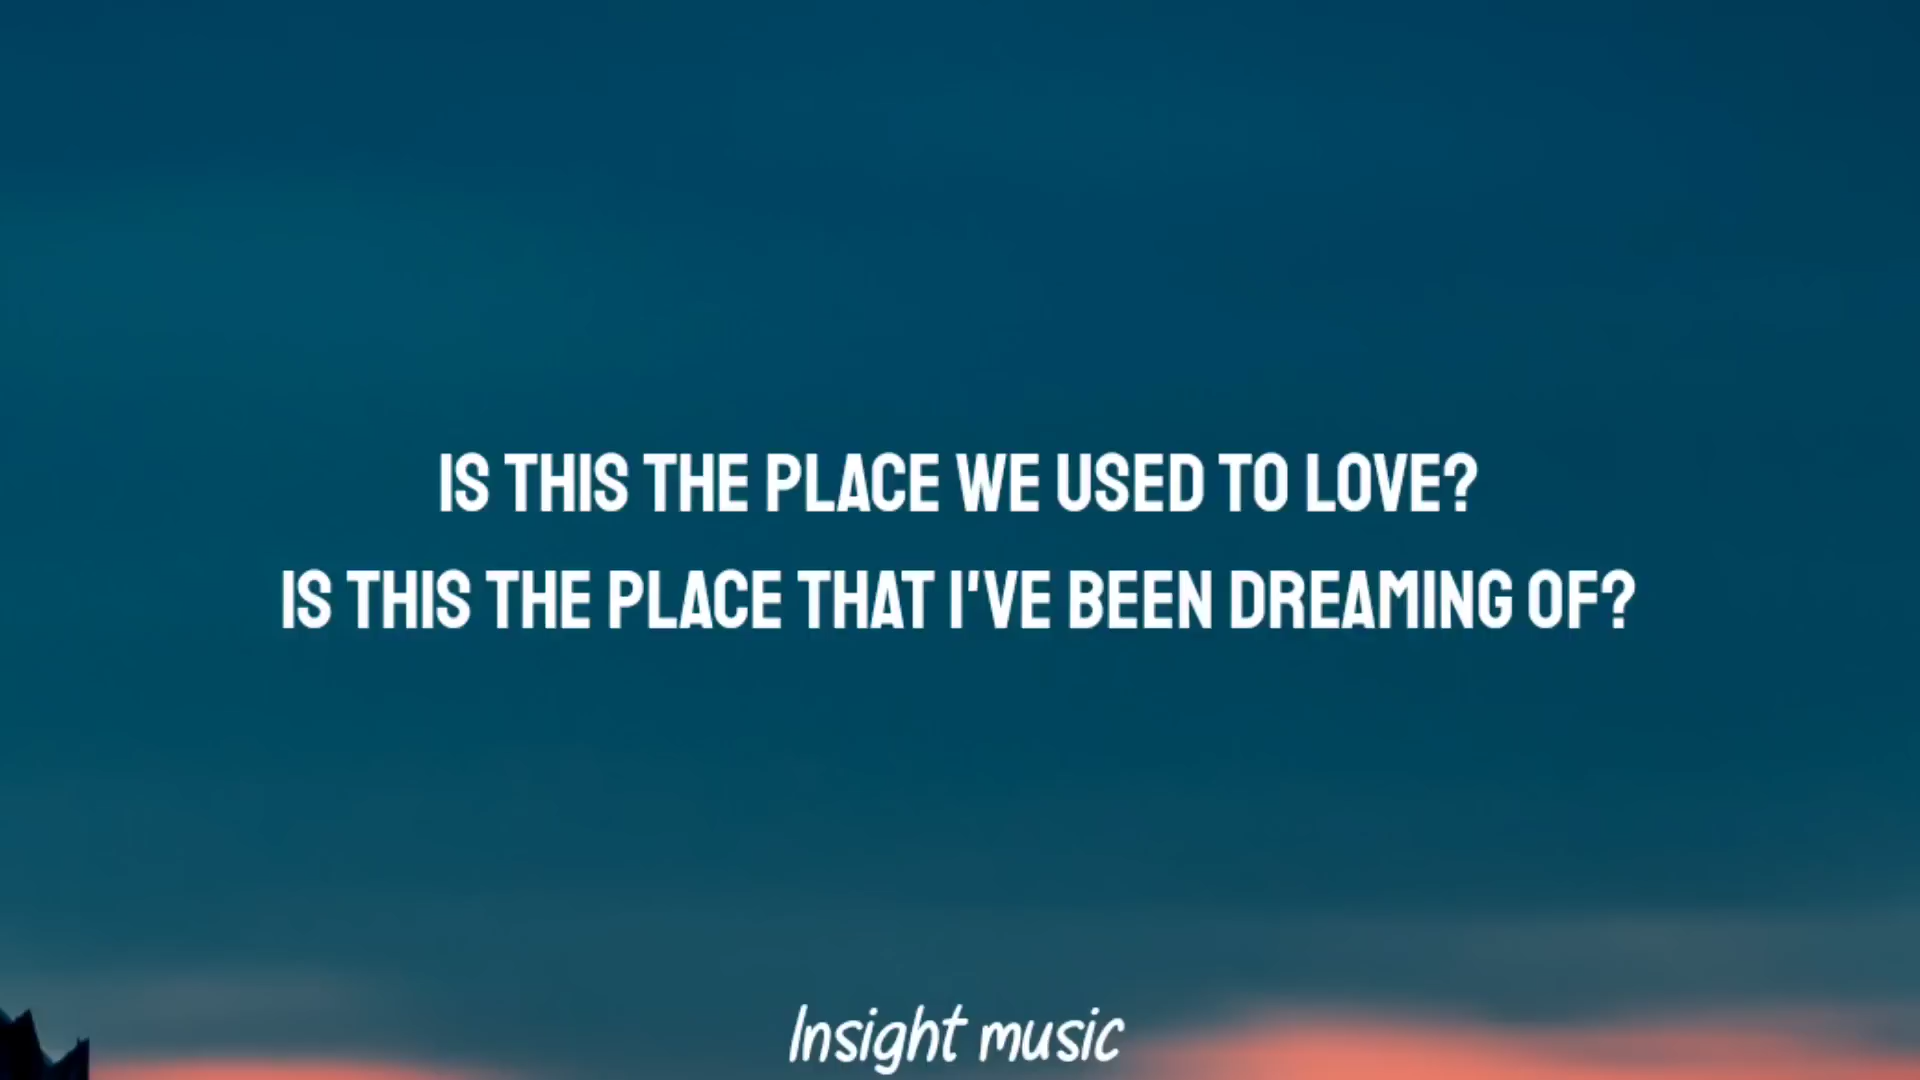 IS THIS THE PLACE WE USED TO LOVE?
IS THIS THE PLACE THAT I'VE BEEN DREAMING OF?
Insight music